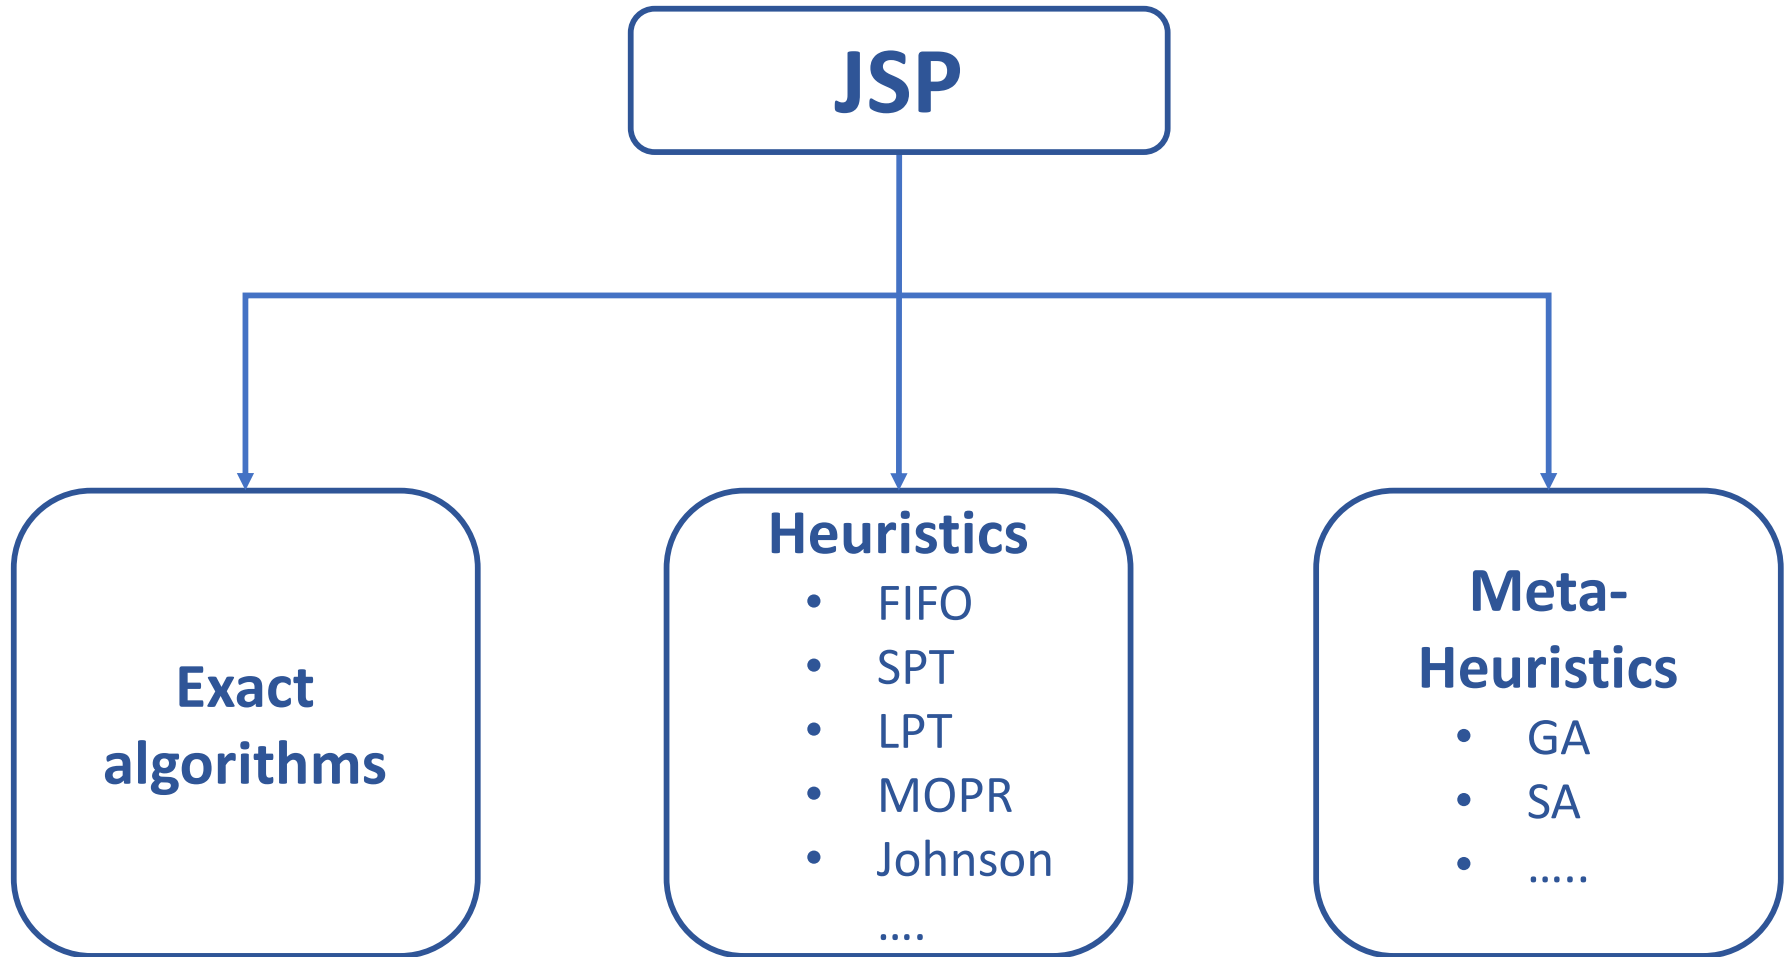 JSP
Exact
algorithms
Heuristics
• FIFO
• SPT
• LPT
• MOPR
• Johnson
....
Meta-
Heuristics
• GA
• SA
• .....